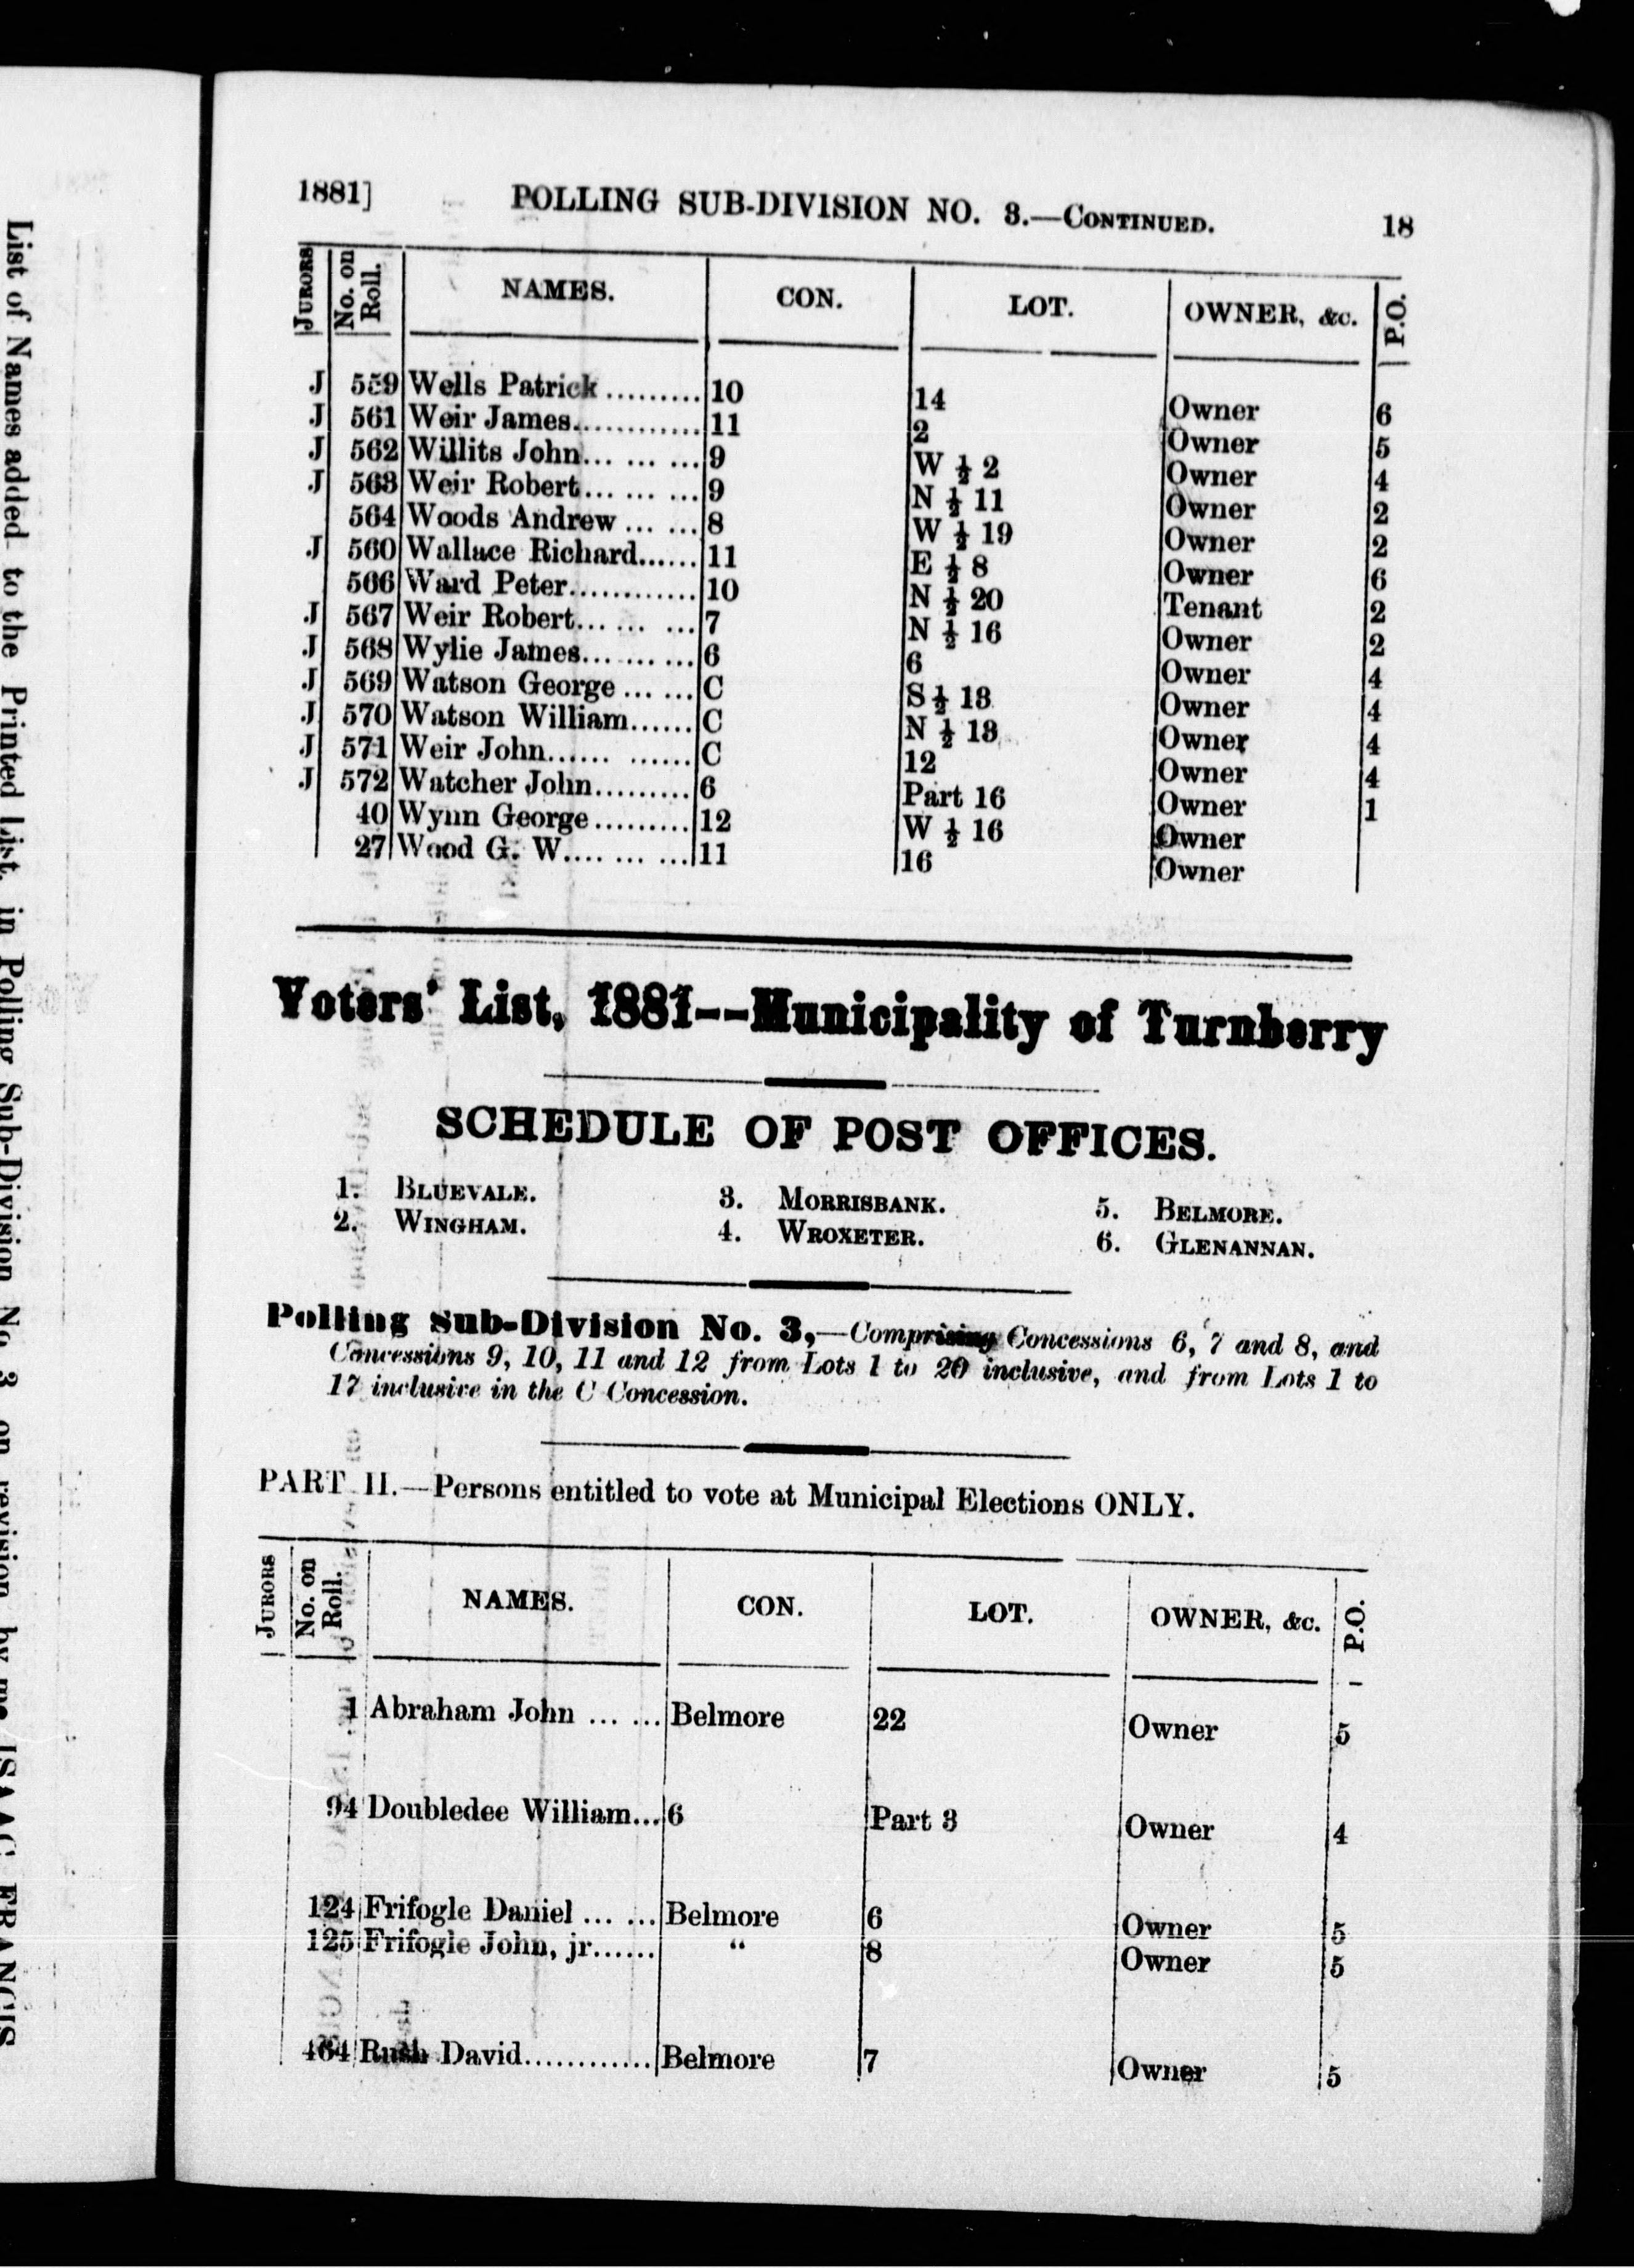 List of Names added to the Printed List, in Polling Sub-Division No. 3, on revision by me ISAAC FRANCIS
1881] POLLING SUB-DIVISION NO. 3.—CONTINUED. 18
JURORS No. on Roll. NAMES. CON. LOT. OWNER, &c. P.O.
J 559 Wells Patrick ......... 10 14 Owner 6
J 561 Weir James............ 11 2 Owner 5
J 562 Willits John... ... ... 9 W ½ 2 Owner 4
J 563 Weir Robert... ... ... 9 N ½ 11 Owner 2
564 Woods Andrew ... ... 8 W ½ 19 Owner 2
J 560 Wallace Richard...... 11 E ½ 8 Owner 6
566 Ward Peter............ 10 N ½ 20 Tenant 2
J 567 Weir Robert... ... ... 7 N ½ 16 Owner 2
J 568 Wylie James... ... ... 6 6 Owner 4
J 569 Watson George ... ... C S ½ 13 Owner 4
J 570 Watson William...... C N ½ 13 Owner 4
J 571 Weir John...... ...... C 12 Owner 4
J 572 Watcher John......... 6 Part 16 Owner 1
40 Wynn George ......... 12 W ½ 16 Owner
27 Wood G. W.... ... ... 11 16 Owner
Voters' List, 1881--Municipality of Turnberry
SCHEDULE OF POST OFFICES.
1. BLUEVALE. 3. MORRISBANK. 5. BELMORE.
2. WINGHAM. 4. WROXETER. 6. GLENANNAN.
Polling Sub-Division No. 3,—Comprising Concessions 6, 7 and 8, and
Concessions 9, 10, 11 and 12 from Lots 1 to 20 inclusive, and from Lots 1 to
17 inclusive in the C Concession.
PART II.—Persons entitled to vote at Municipal Elections ONLY.
JURORS No. on Roll. NAMES. CON. LOT. OWNER, &c. P.O.
1 Abraham John ... ... Belmore 22 Owner 5
94 Doubledee William... 6 Part 3 Owner 4
124 Frifogle Daniel ... ... Belmore 6 Owner 5
125 Frifogle John, jr...... " 8 Owner 5
464 Rush David............ Belmore 7 Owner 5